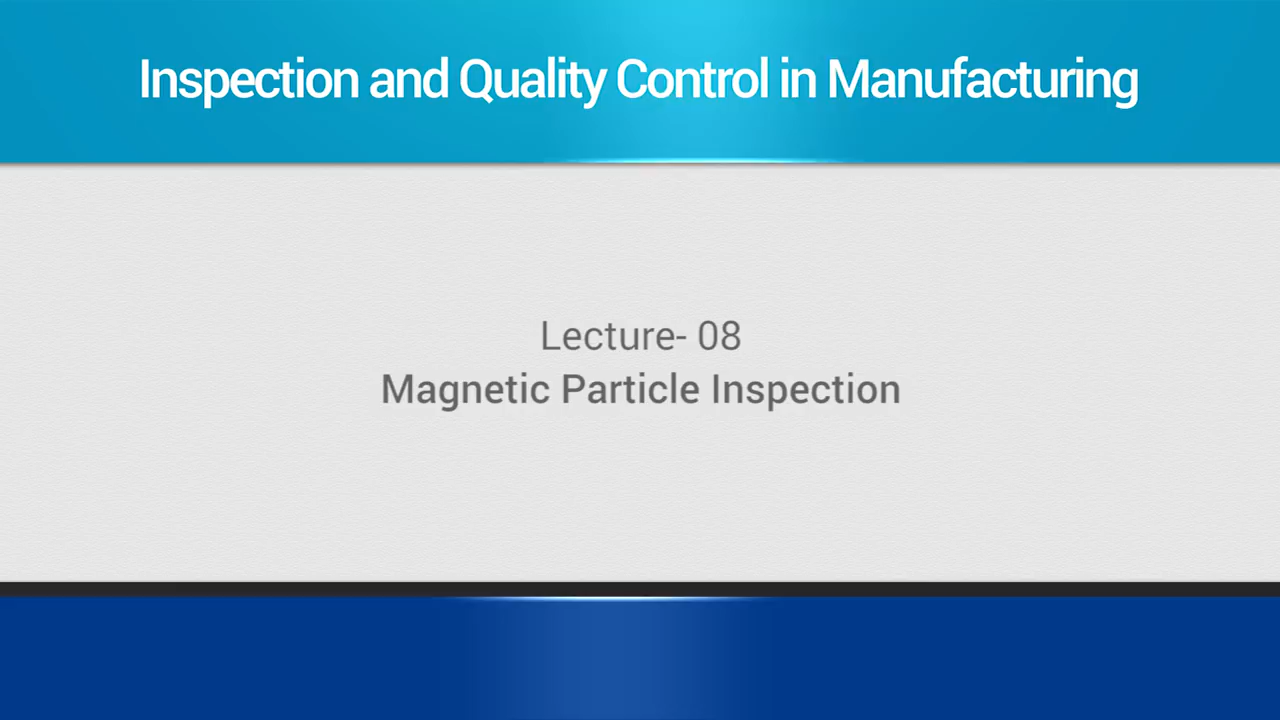 Inspection and Quality Control in Manufacturing
Lecture- 08
Magnetic Particle Inspection